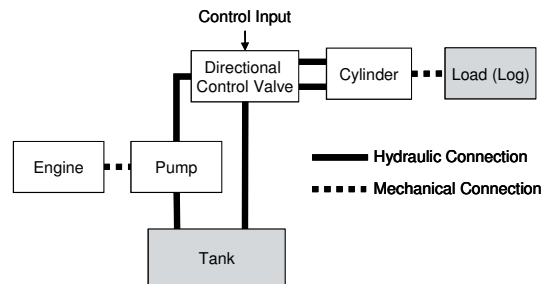 Control Input
Directional
Control Valve
Cylinder
Load (Log)
Engine
Pump
Hydraulic Connection
Mechanical Connection
Tank